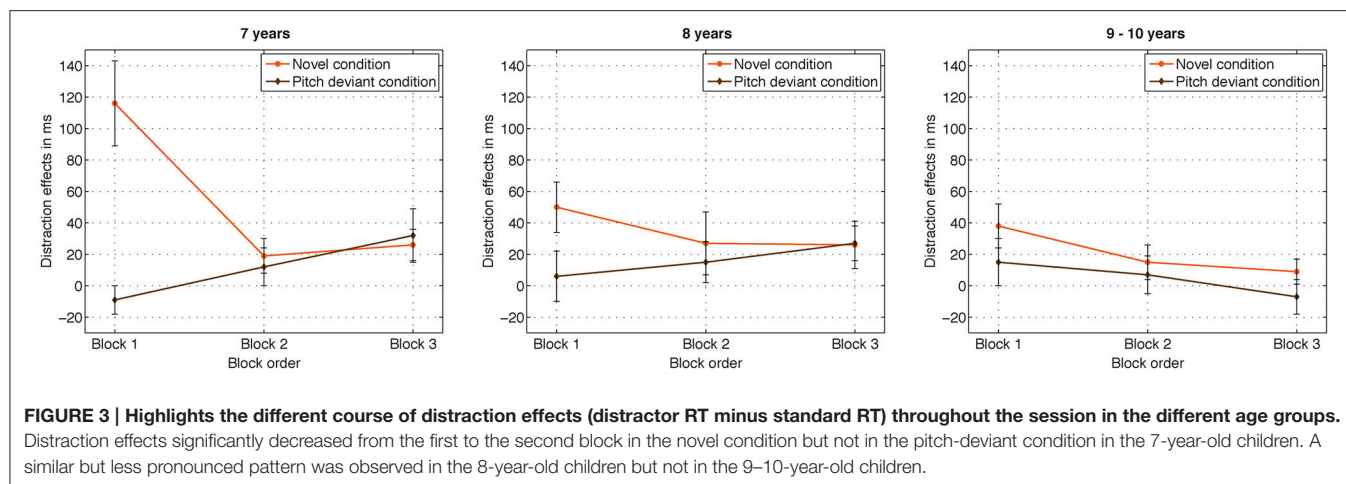 7 years
Distraction effects in ms
140
120
100
80
60
40
20
0
−20
Novel condition
Pitch deviant condition
Block 1
Block 2
Block 3
Block order
8 years
Distraction effects in ms
140
120
100
80
60
40
20
0
−20
Novel condition
Pitch deviant condition
Block 1
Block 2
Block 3
Block order
9 - 10 years
Distraction effects in ms
140
120
100
80
60
40
20
0
−20
Novel condition
Pitch deviant condition
Block 1
Block 2
Block 3
Block order
FIGURE 3 | Highlights the different course of distraction effects (distractor RT minus standard RT) throughout the session in the different age groups.
Distraction effects significantly decreased from the first to the second block in the novel condition but not in the pitch-deviant condition in the 7-year-old children. A
similar but less pronounced pattern was observed in the 8-year-old children but not in the 9–10-year-old children.